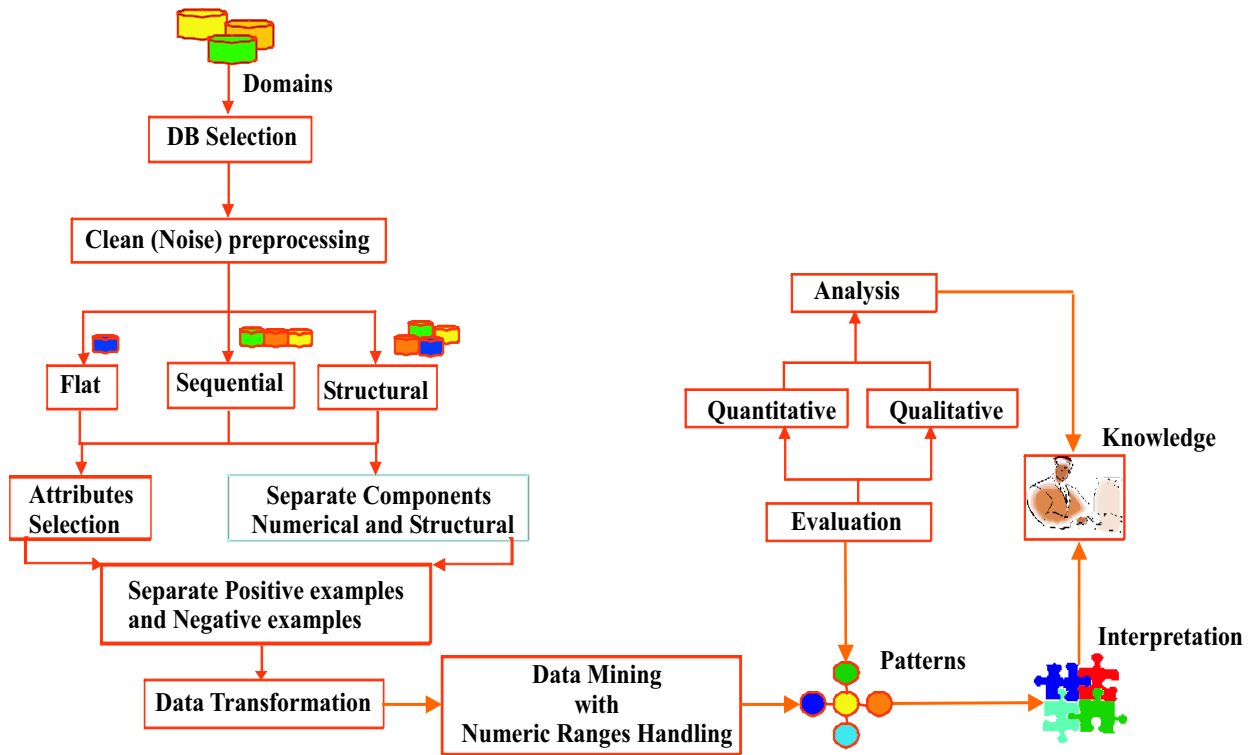 Domains
DB Selection
Clean (Noise) preprocessing
Flat
Sequential
Structural
Attributes
Selection
Separate Components
Numerical and Structural
Separate Positive examples
and Negative examples
Data Transformation
Data Mining
with
Numeric Ranges Handling
Patterns
Evaluation
Quantitative
Qualitative
Analysis
Interpretation
Knowledge